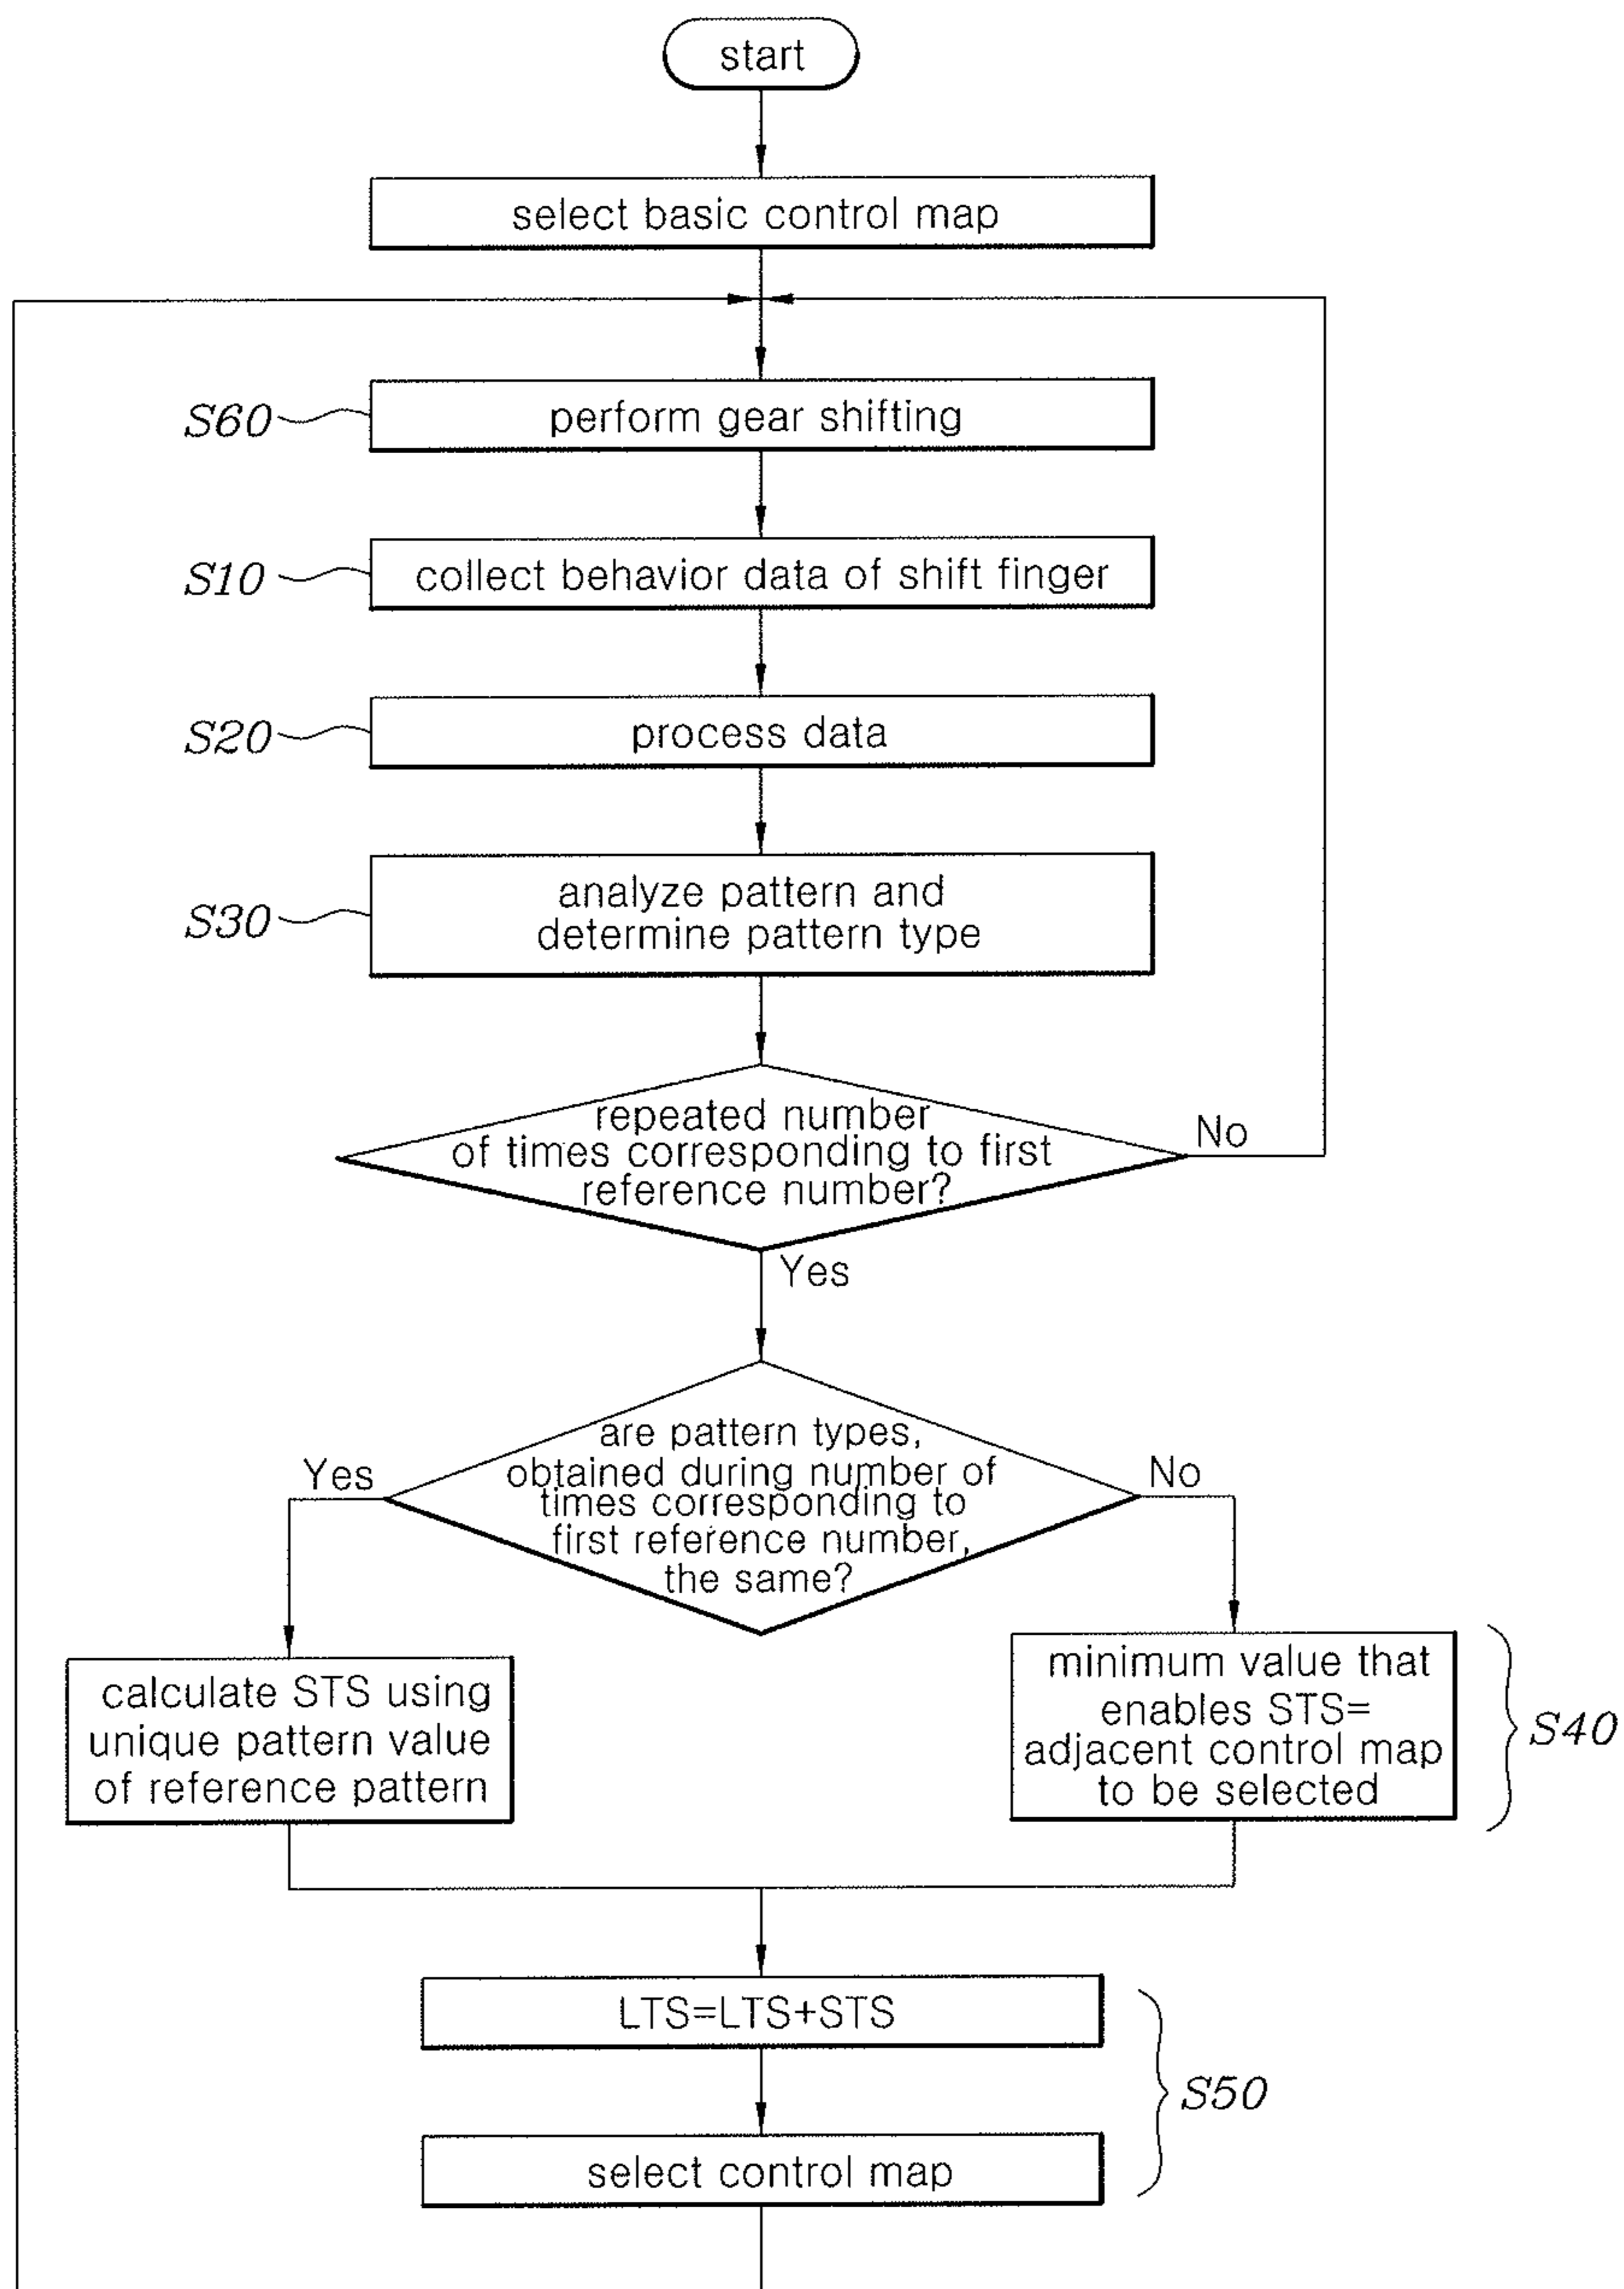 start
select basic control map
S60
perform gear shifting
S10
collect behavior data of shift finger
S20
process data
S30
analyze pattern and
determine pattern type
repeated number
of times corresponding to first
reference number?
No
Yes
are pattern types,
obtained during number of
times corresponding to
first reference number,
the same?
Yes
No
calculate STS using
unique pattern value
of reference pattern
minimum value that
enables STS=
adjacent control map
to be selected
S40
LTS=LTS+STS
S50
select control map